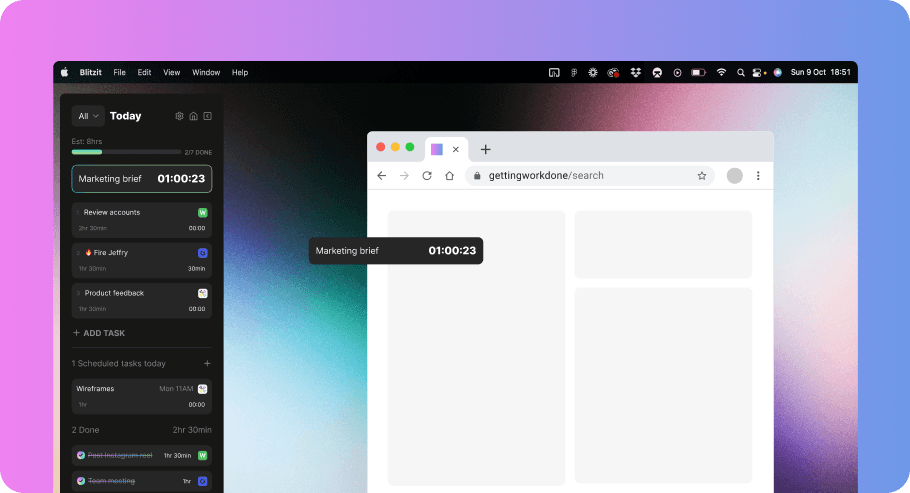 Blitzit File Edit View Window Help Sun 9 Oct 18:51
All Today
Est: 8hrs
2/7 DONE
Marketing brief 01:00:23
Review accounts
2hr 30min 00:00
Fire Jeffry
1hr 30min 30min
Product feedback
1hr 30min 00:00
+ ADD TASK
1 Scheduled tasks today +
Wireframes Mon 11AM
1hr 00:00
2 Done 2hr 30min
Post Instagram reel 1hr 30min
Team meeting 1hr
gettingworkdone/search
Marketing brief 01:00:23